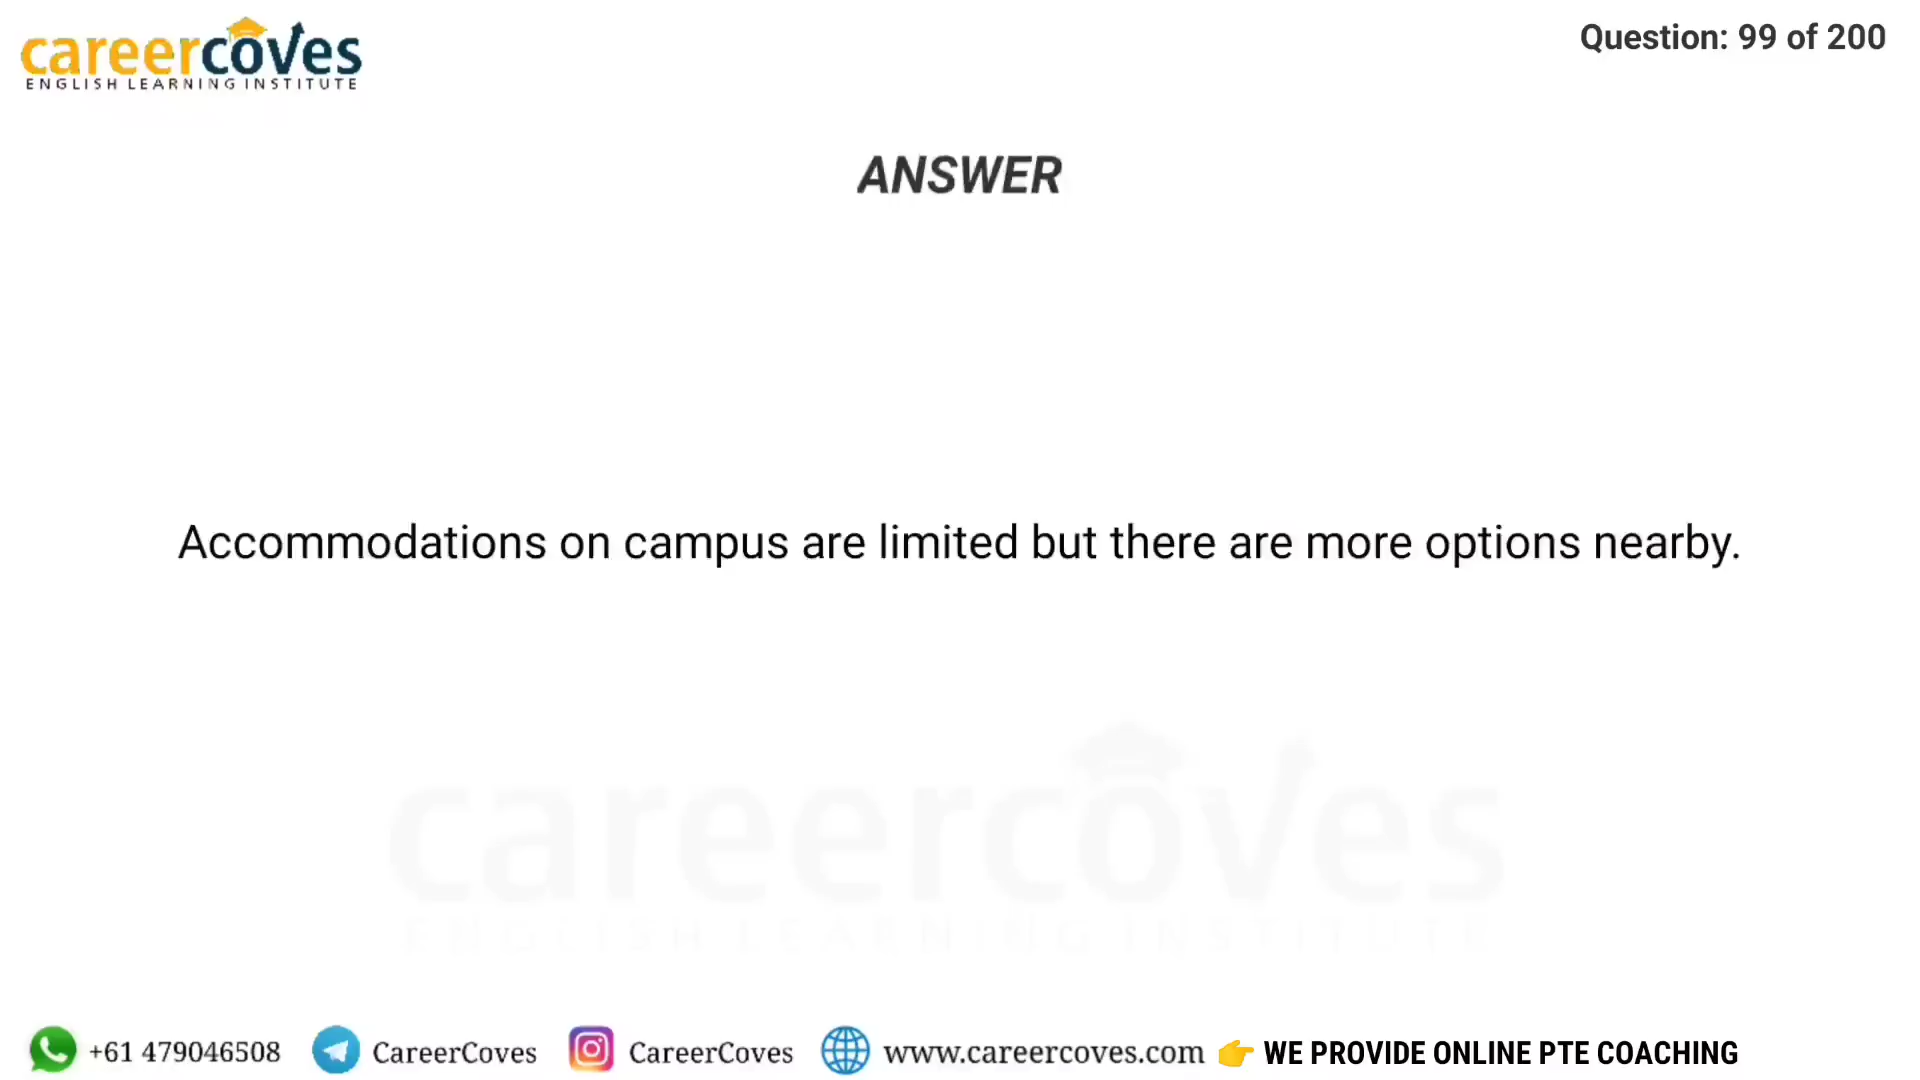 careercoves
ENGLISH LEARNING INSTITUTE
Question: 99 of 200
ANSWER
Accommodations on campus are limited but there are more options nearby.
careercoves
ENGLISH LEARNING INSTITUTE
+61 479046508 CareerCoves CareerCoves www.careercoves.com 👉 WE PROVIDE ONLINE PTE COACHING